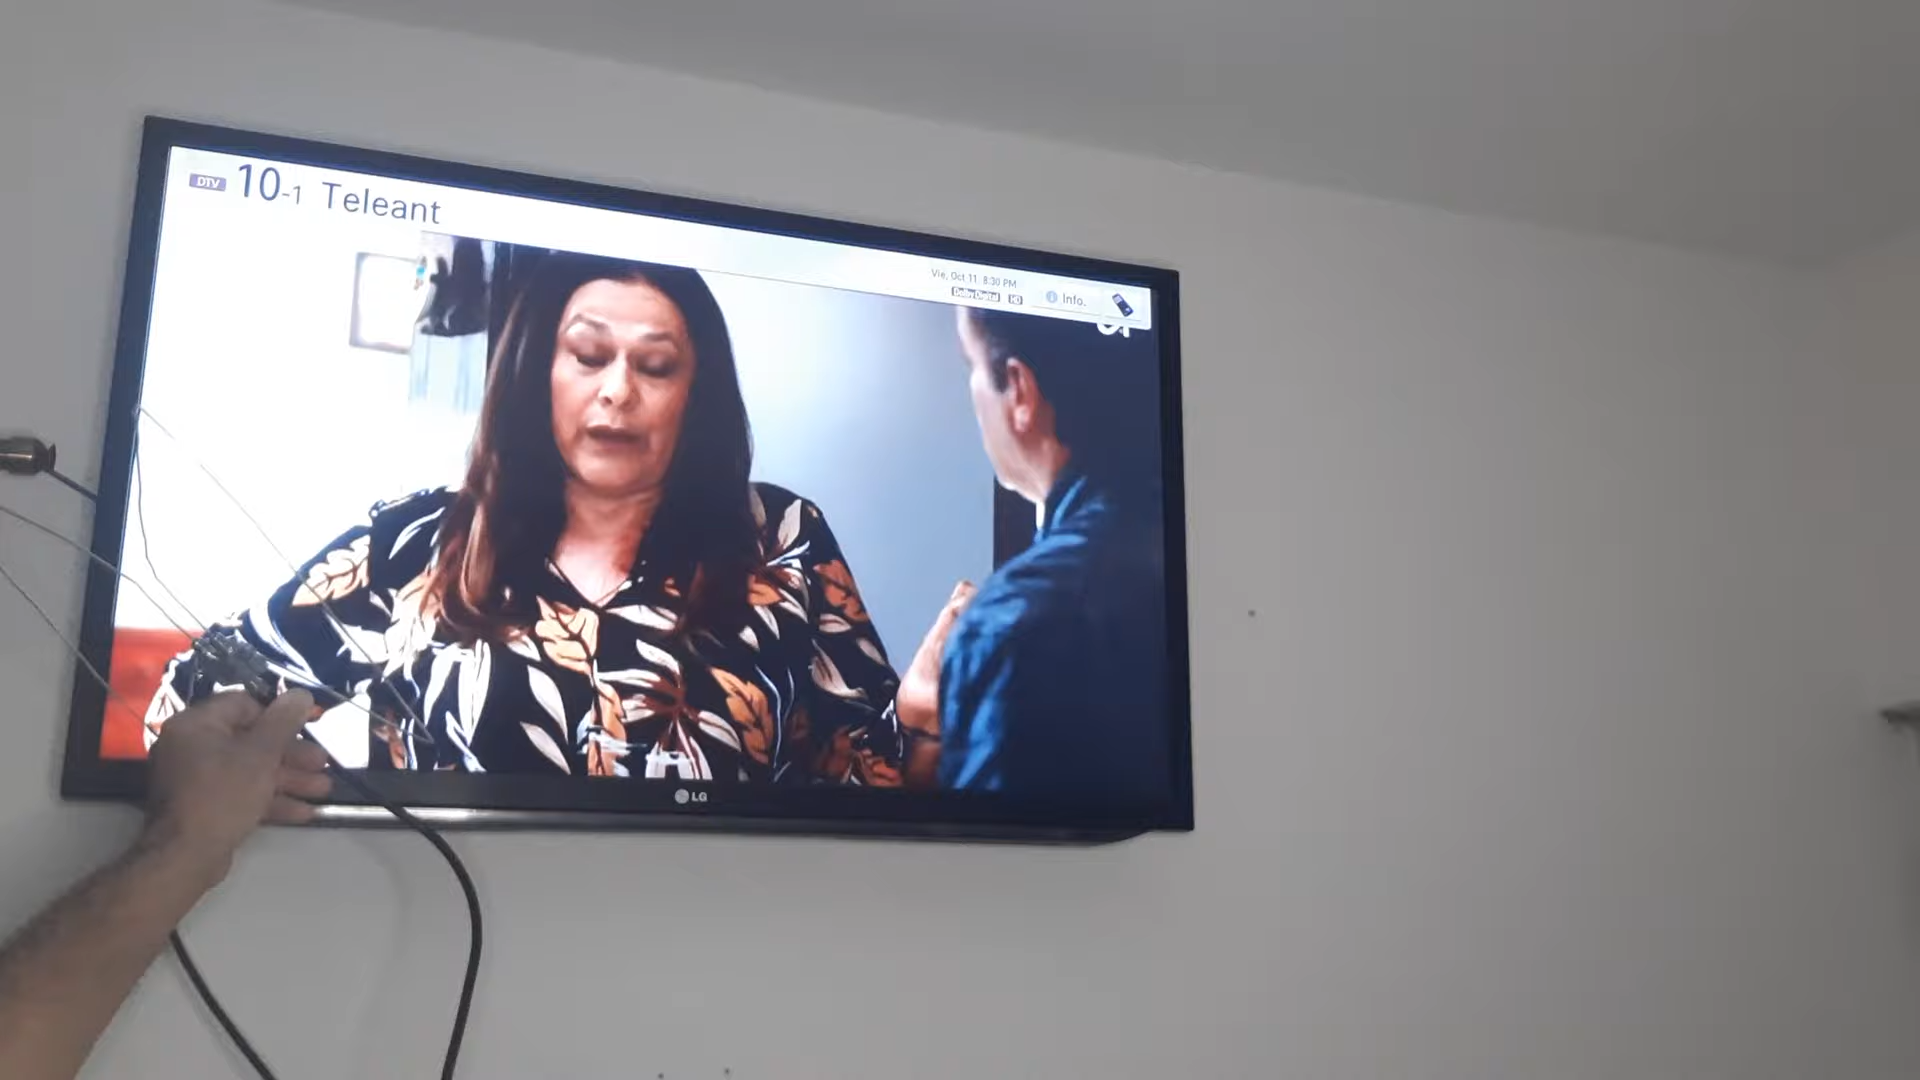 DTV 10-1 Teleant
Vie, Oct 11 8:30 PM
Dolby Digital HD
Info.
LG